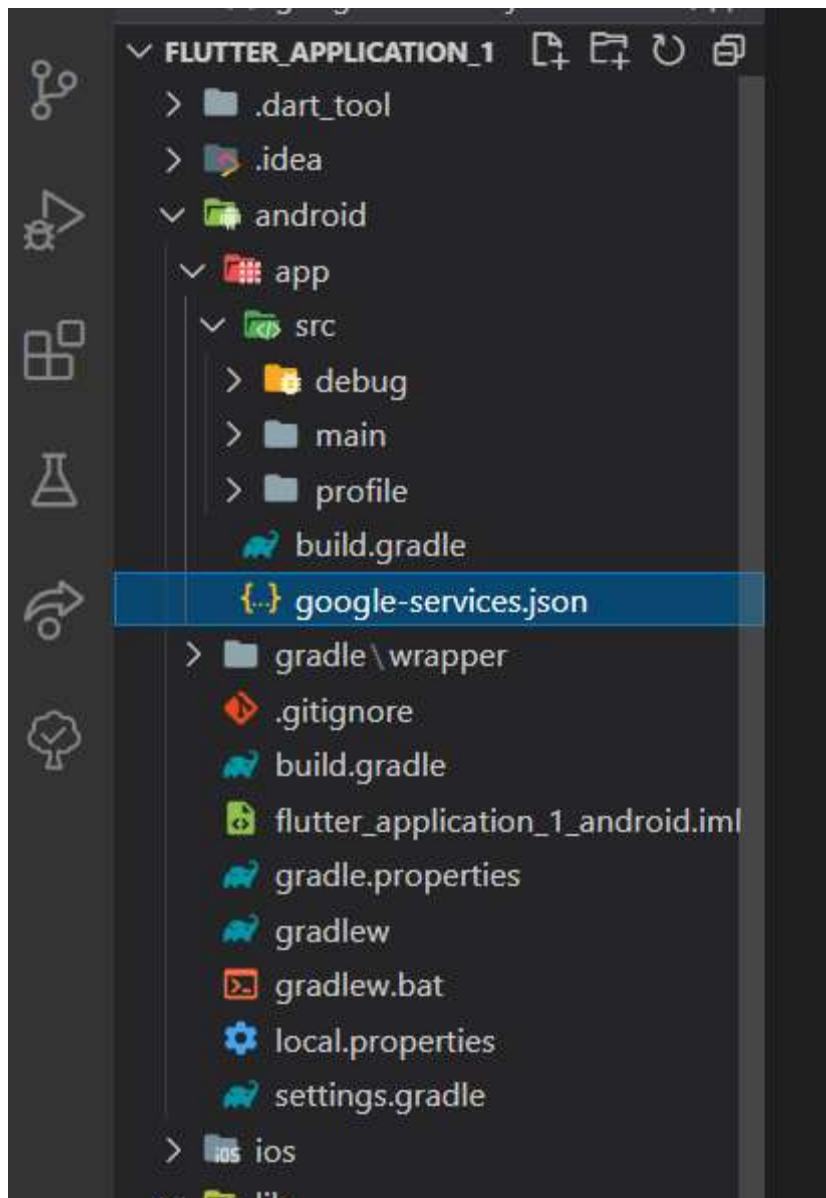 FLUTTER_APPLICATION_1
.dart_tool
.idea
android
app
src
debug
main
profile
build.gradle
google-services.json
gradle\wrapper
.gitignore
build.gradle
flutter_application_1_android.iml
gradle.properties
gradlew
gradlew.bat
local.properties
settings.gradle
ios